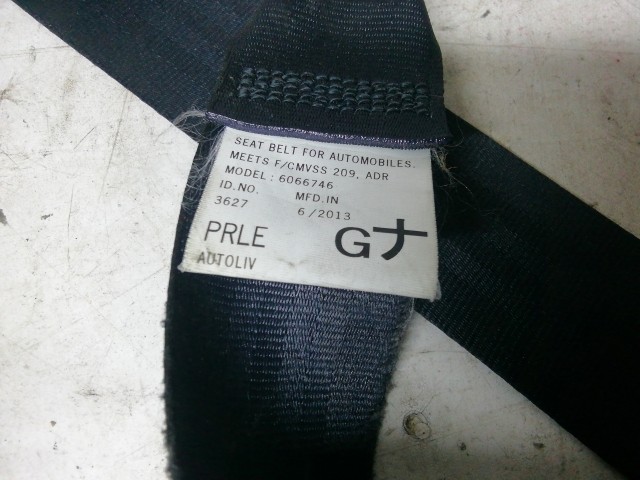 SEAT BELT FOR AUTOMOBILES.
MEETS F/CMVSS 209, ADR
MODEL: 6066746
ID.NO. MFD.IN
3627 6/2013
PRLE Gナ
AUTOLIV